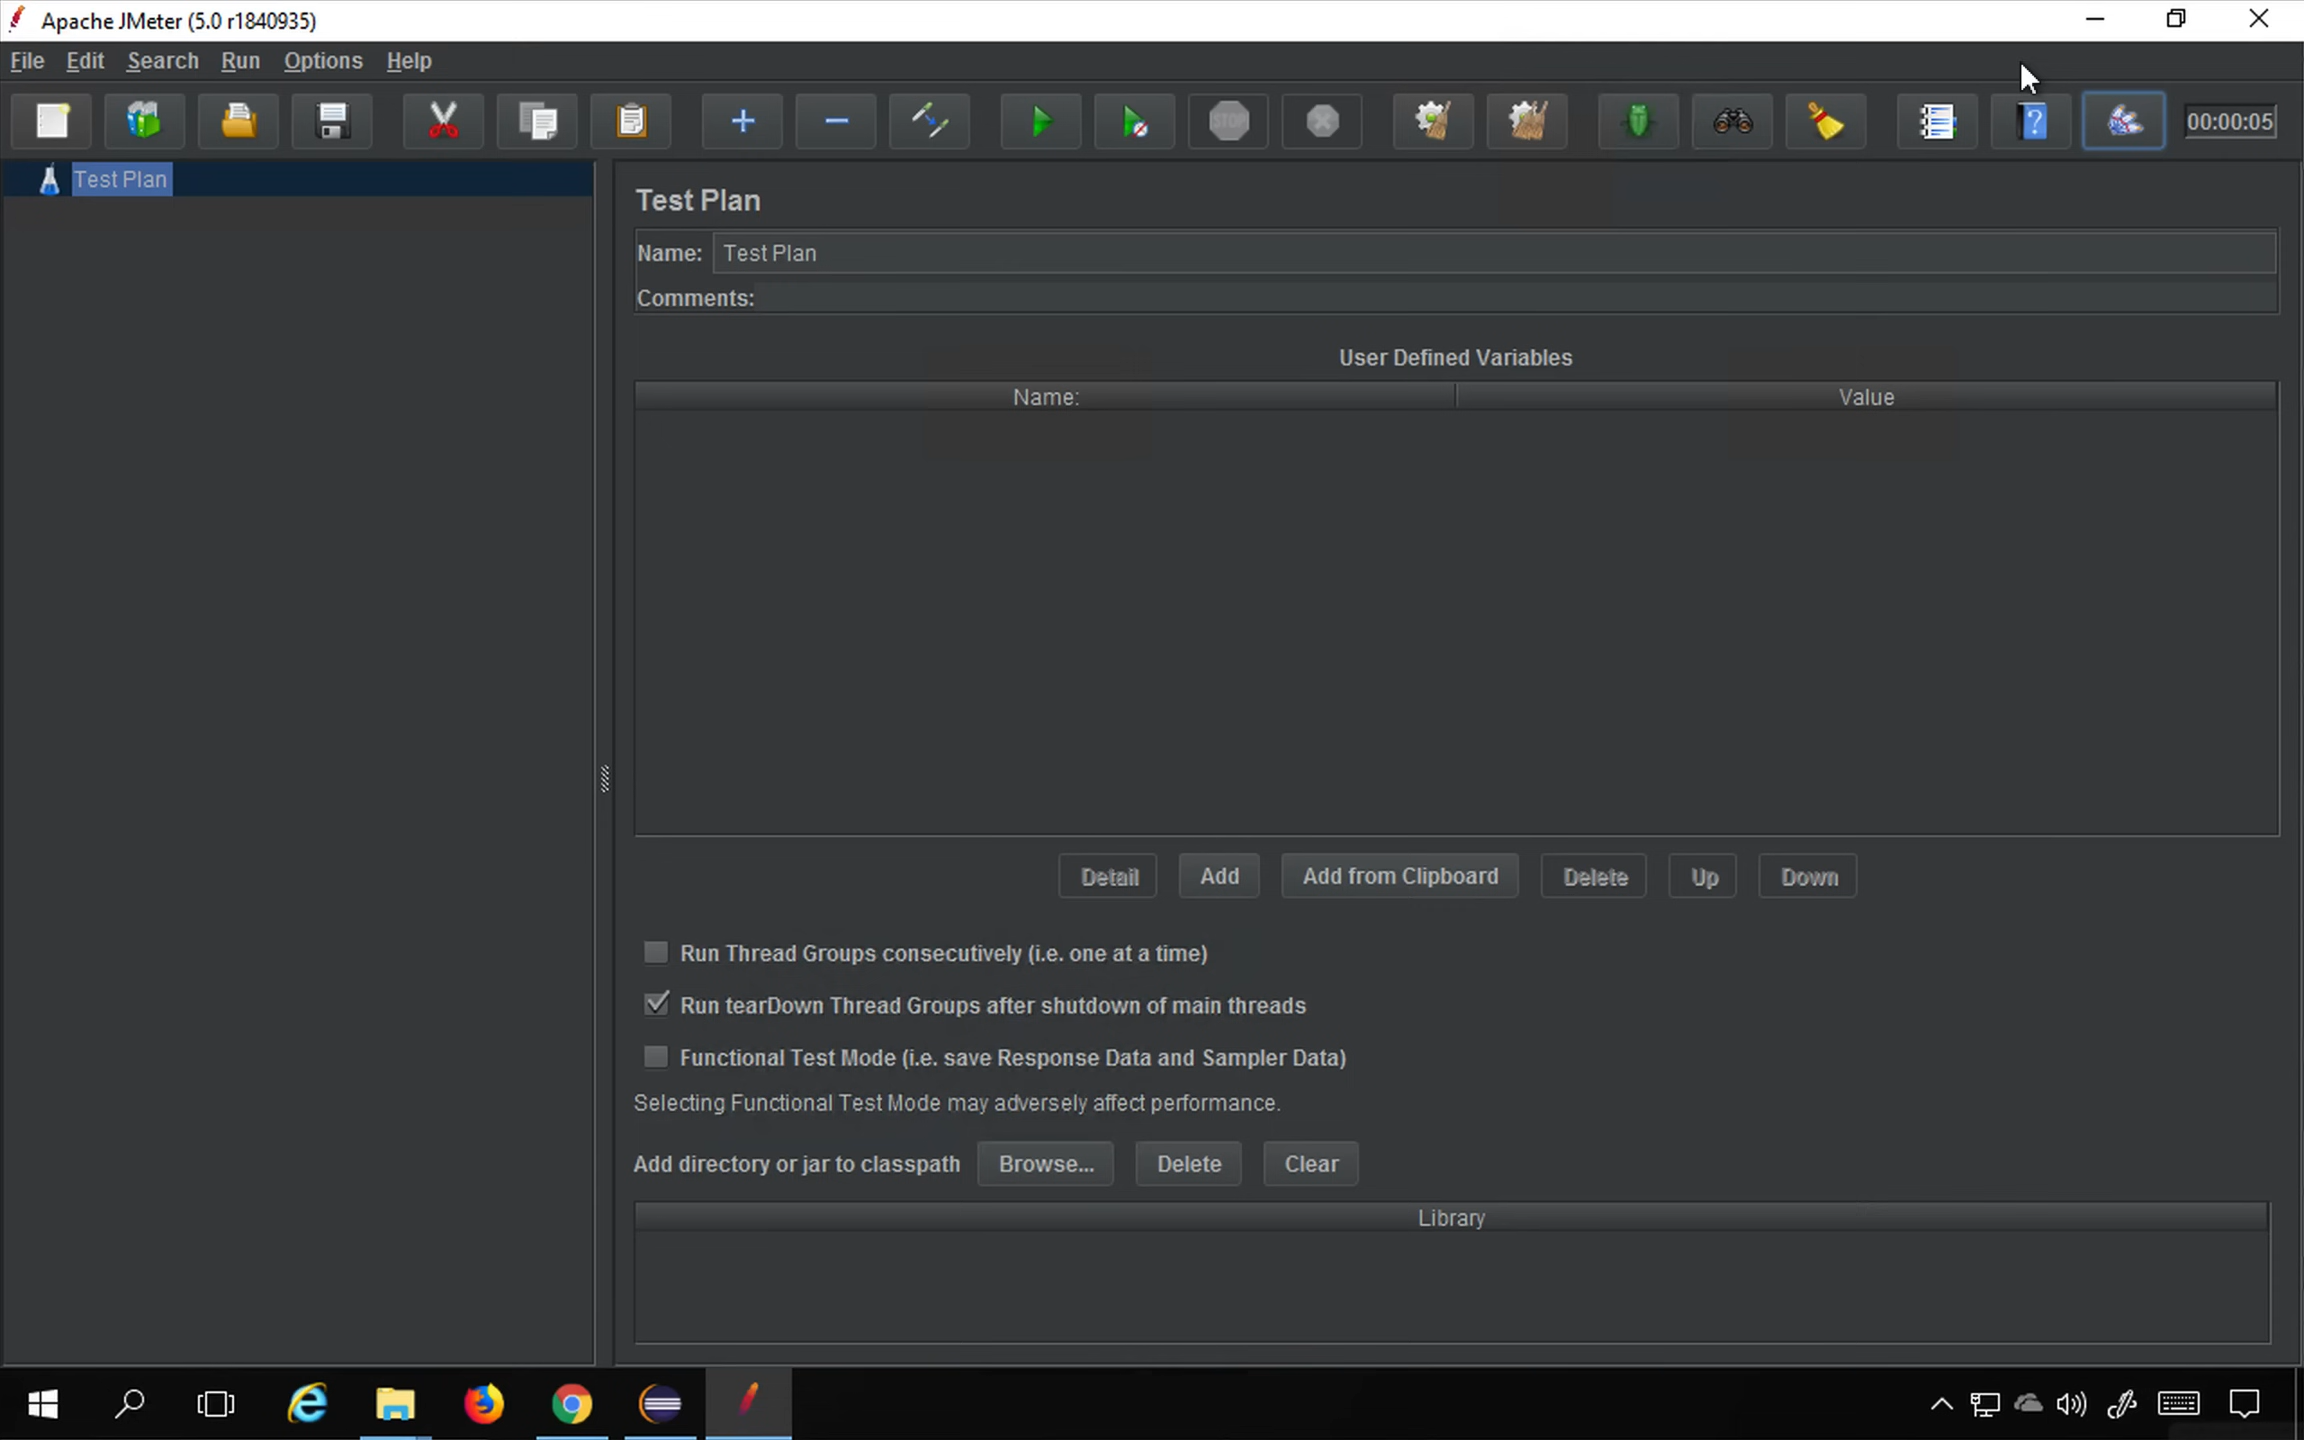 Apache JMeter (5.0 r1840935)
File Edit Search Run Options Help
STOP
?
00:00:05
Test Plan
Test Plan
Name: Test Plan
Comments:
User Defined Variables
Name: Value
Detail Add Add from Clipboard Delete Up Down
Run Thread Groups consecutively (i.e. one at a time)
Run tearDown Thread Groups after shutdown of main threads
Functional Test Mode (i.e. save Response Data and Sampler Data)
Selecting Functional Test Mode may adversely affect performance.
Add directory or jar to classpath Browse... Delete Clear
Library